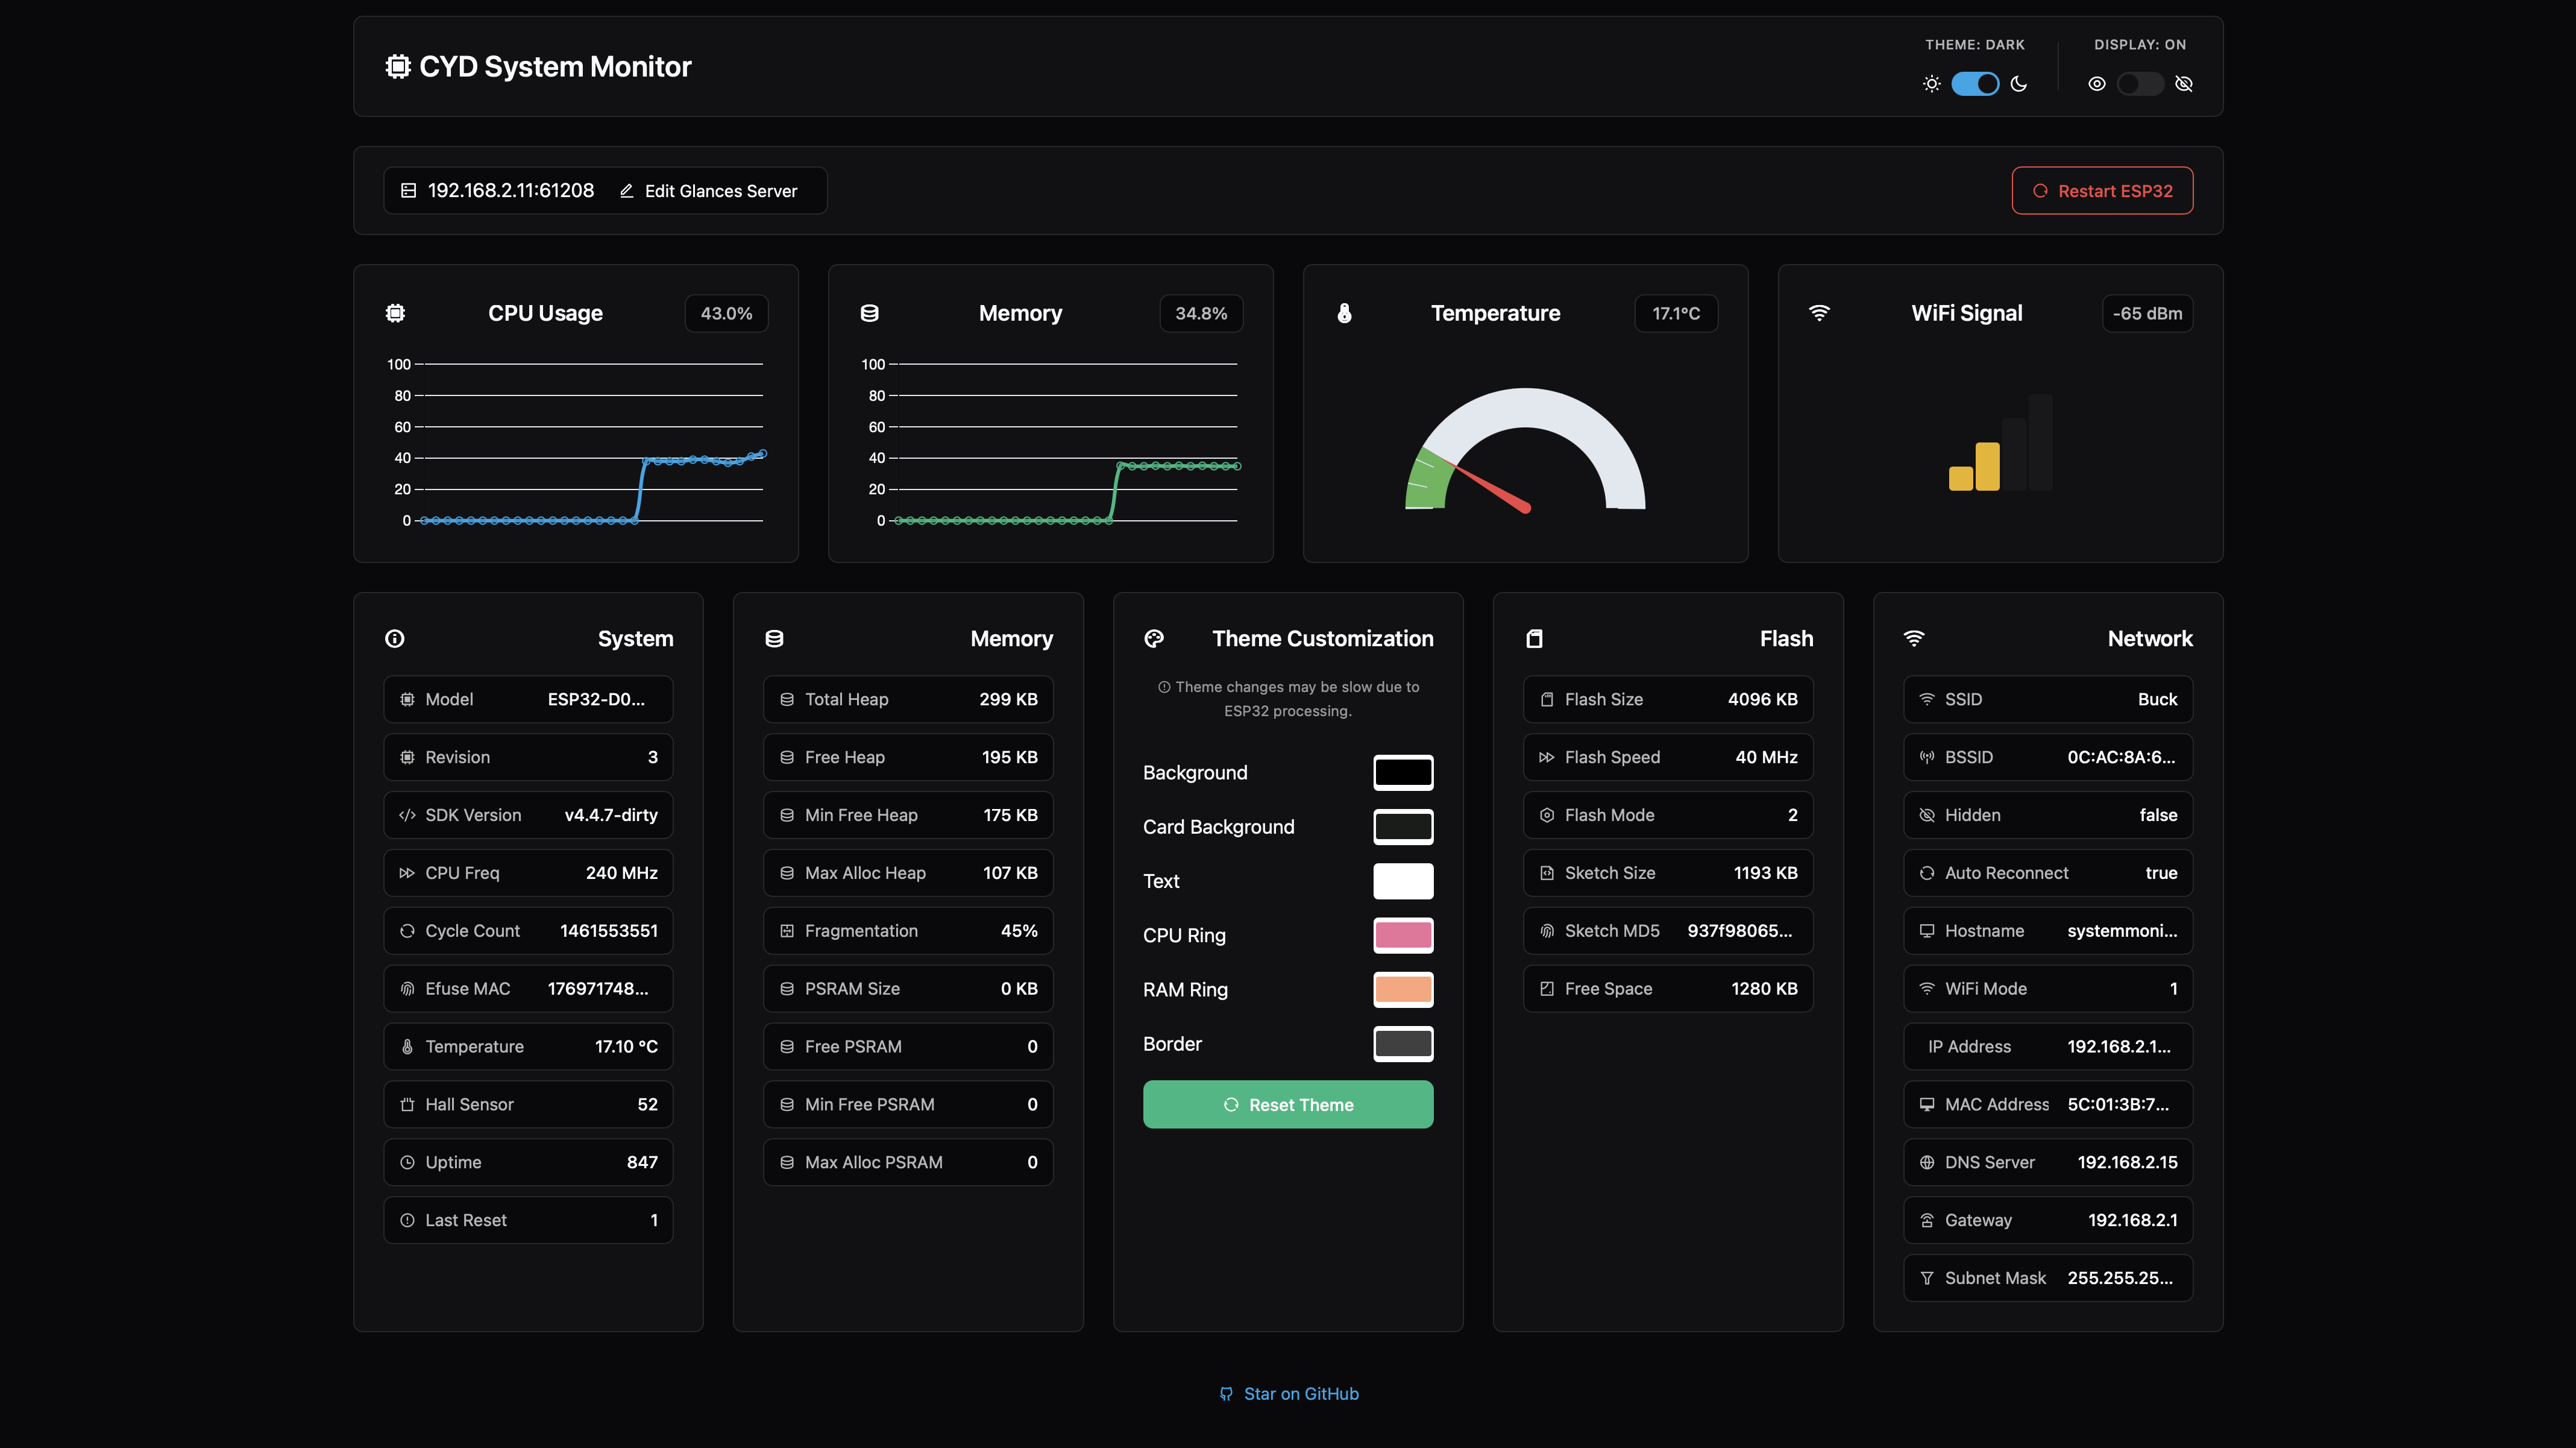 CYD System Monitor
THEME: DARK
DISPLAY: ON
192.168.2.11:61208
Edit Glances Server
Restart ESP32
CPU Usage
43.0%
100
80
60
40
20
0
Memory
34.8%
100
80
60
40
20
0
Temperature
17.1°C
WiFi Signal
-65 dBm
System
Model ESP32-D0...
Revision 3
SDK Version v4.4.7-dirty
CPU Freq 240 MHz
Cycle Count 1461553551
Efuse MAC 176971748...
Temperature 17.10 °C
Hall Sensor 52
Uptime 847
Last Reset 1
Memory
Total Heap 299 KB
Free Heap 195 KB
Min Free Heap 175 KB
Max Alloc Heap 107 KB
Fragmentation 45%
PSRAM Size 0 KB
Free PSRAM 0
Min Free PSRAM 0
Max Alloc PSRAM 0
Theme Customization
Theme changes may be slow due to
ESP32 processing.
Background
Card Background
Text
CPU Ring
RAM Ring
Border
Reset Theme
Flash
Flash Size 4096 KB
Flash Speed 40 MHz
Flash Mode 2
Sketch Size 1193 KB
Sketch MD5 937f98065...
Free Space 1280 KB
Network
SSID Buck
BSSID 0C:AC:8A:6...
Hidden false
Auto Reconnect true
Hostname systemmoni...
WiFi Mode 1
IP Address 192.168.2.1...
MAC Address 5C:01:3B:7...
DNS Server 192.168.2.15
Gateway 192.168.2.1
Subnet Mask 255.255.25...
Star on GitHub